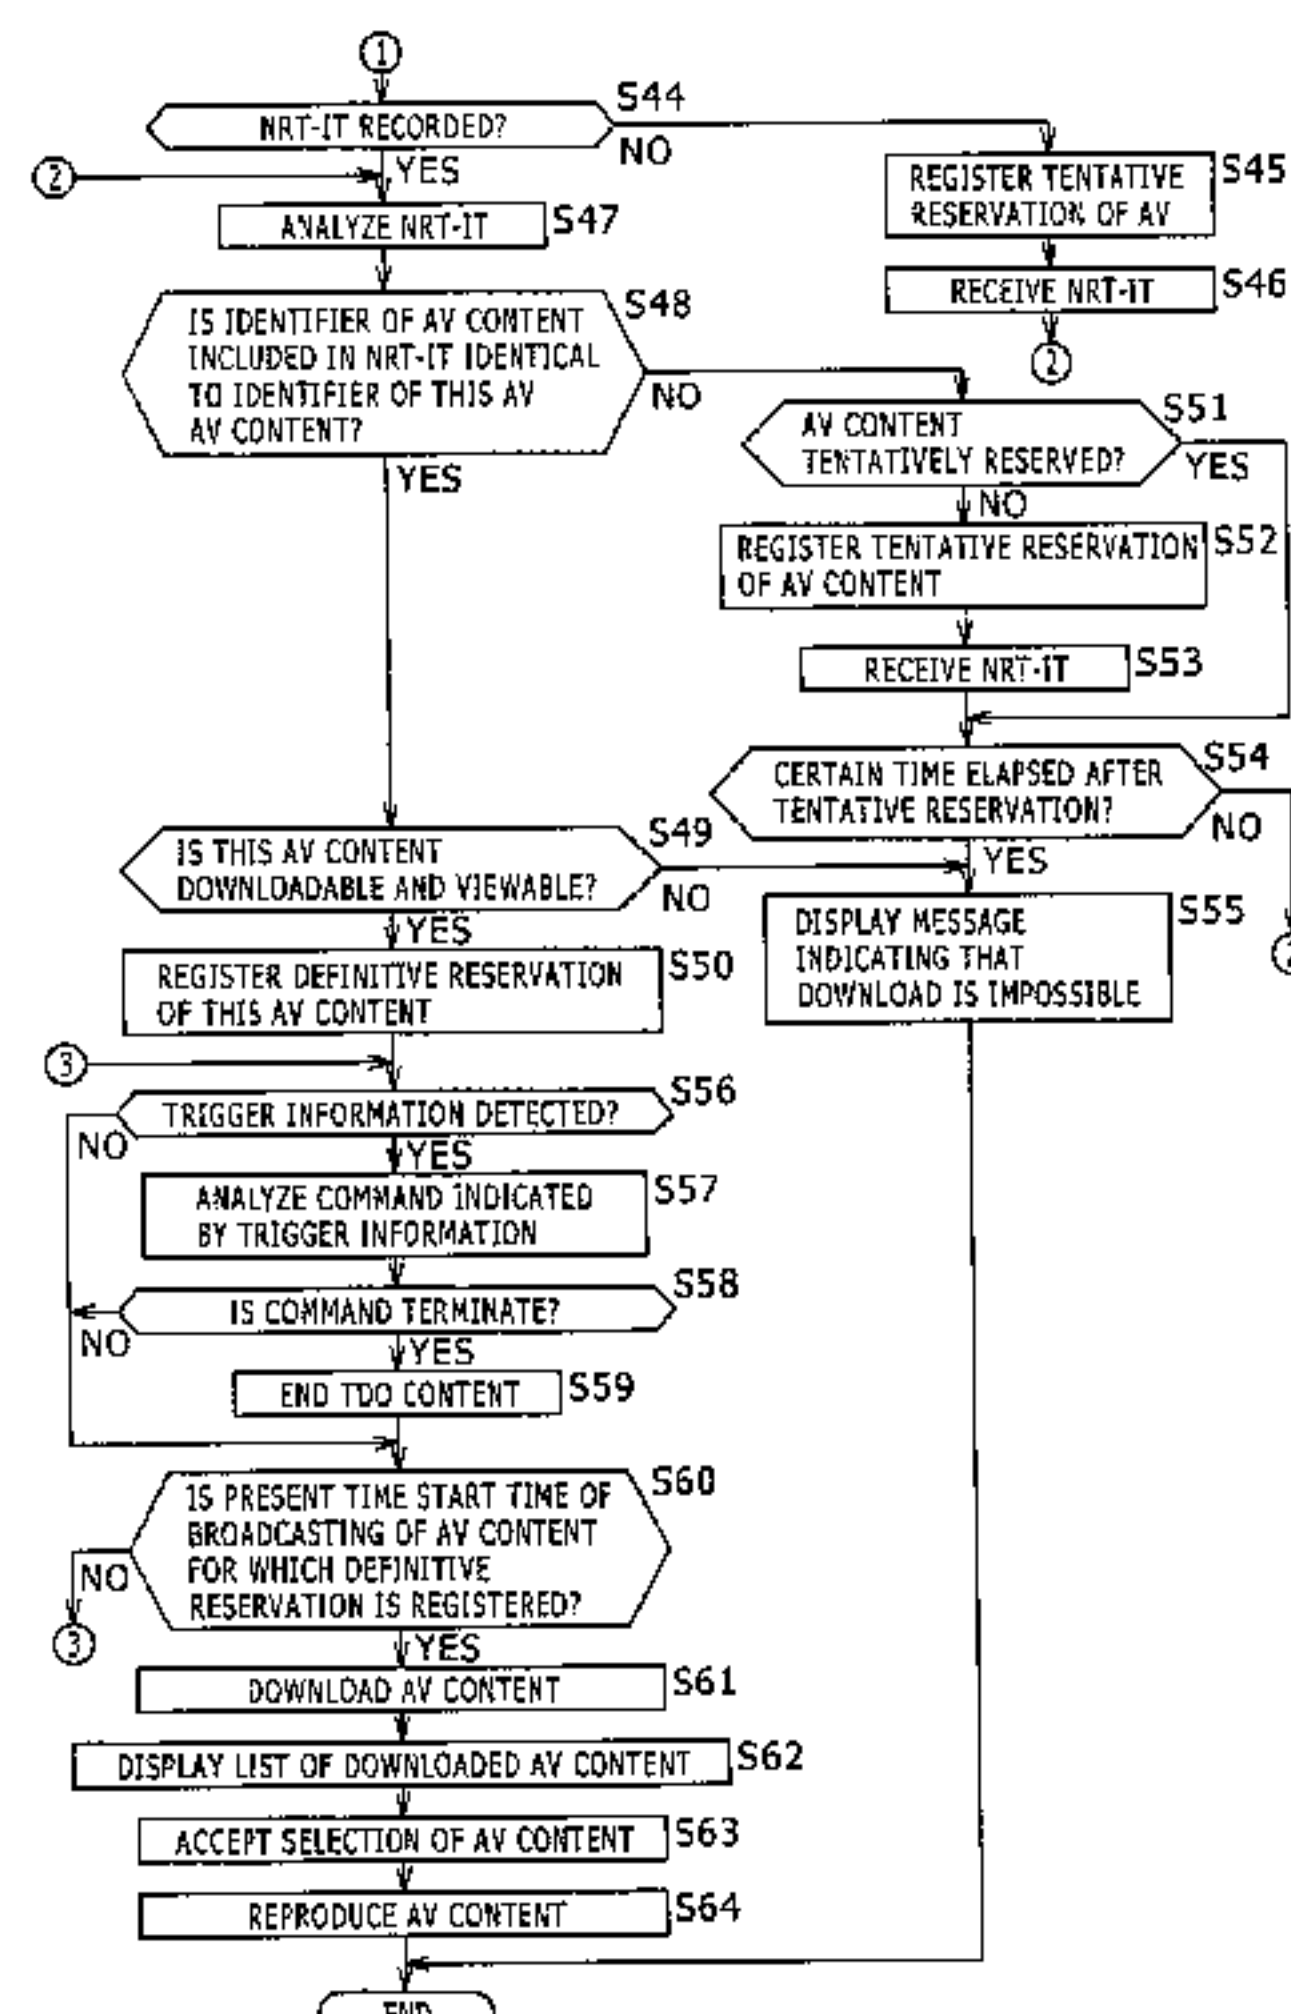 1
NRT-IT RECORDED?
S44
NO
YES
2
REGISTER TENTATIVE
RESERVATION OF AV
S45
ANALYZE NRT-IT
S47
RECEIVE NRT-IT
S46
2
IS IDENTIFIER OF AV CONTENT
INCLUDED IN NRT-IT IDENTICAL
TO IDENTIFIER OF THIS AV
AV CONTENT?
S48
NO
YES
AV CONTENT
TENTATIVELY RESERVED?
S51
YES
NO
REGISTER TENTATIVE RESERVATION
OF AV CONTENT
S52
RECEIVE NRT-IT
S53
CERTAIN TIME ELAPSED AFTER
TENTATIVE RESERVATION?
S54
NO
YES
IS THIS AV CONTENT
DOWNLOADABLE AND VIEWABLE?
S49
NO
YES
DISPLAY MESSAGE
INDICATING THAT
DOWNLOAD IS IMPOSSIBLE
S55
REGISTER DEFINITIVE RESERVATION
OF THIS AV CONTENT
S50
3
TRIGGER INFORMATION DETECTED?
S56
NO
YES
ANALYZE COMMAND INDICATED
BY TRIGGER INFORMATION
S57
IS COMMAND TERMINATE?
S58
NO
YES
END TDO CONTENT
S59
IS PRESENT TIME START TIME OF
BROADCASTING OF AV CONTENT
FOR WHICH DEFINITIVE
RESERVATION IS REGISTERED?
S60
NO
3
YES
DOWNLOAD AV CONTENT
S61
DISPLAY LIST OF DOWNLOADED AV CONTENT
S62
ACCEPT SELECTION OF AV CONTENT
S63
REPRODUCE AV CONTENT
S64
END